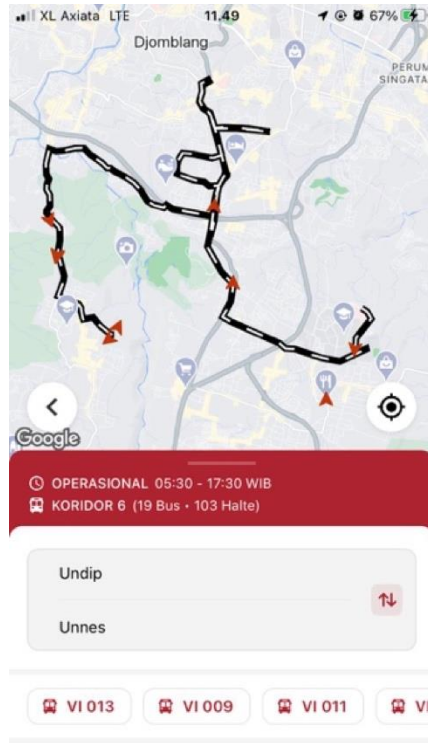 XL Axiata LTE 11.49 67%
Djomblang
PERUM
SINGATA
Google
OPERASIONAL 05:30 - 17:30 WIB
KORIDOR 6 (19 Bus • 103 Halte)
Undip
Unnes
VI 013 VI 009 VI 011 VI